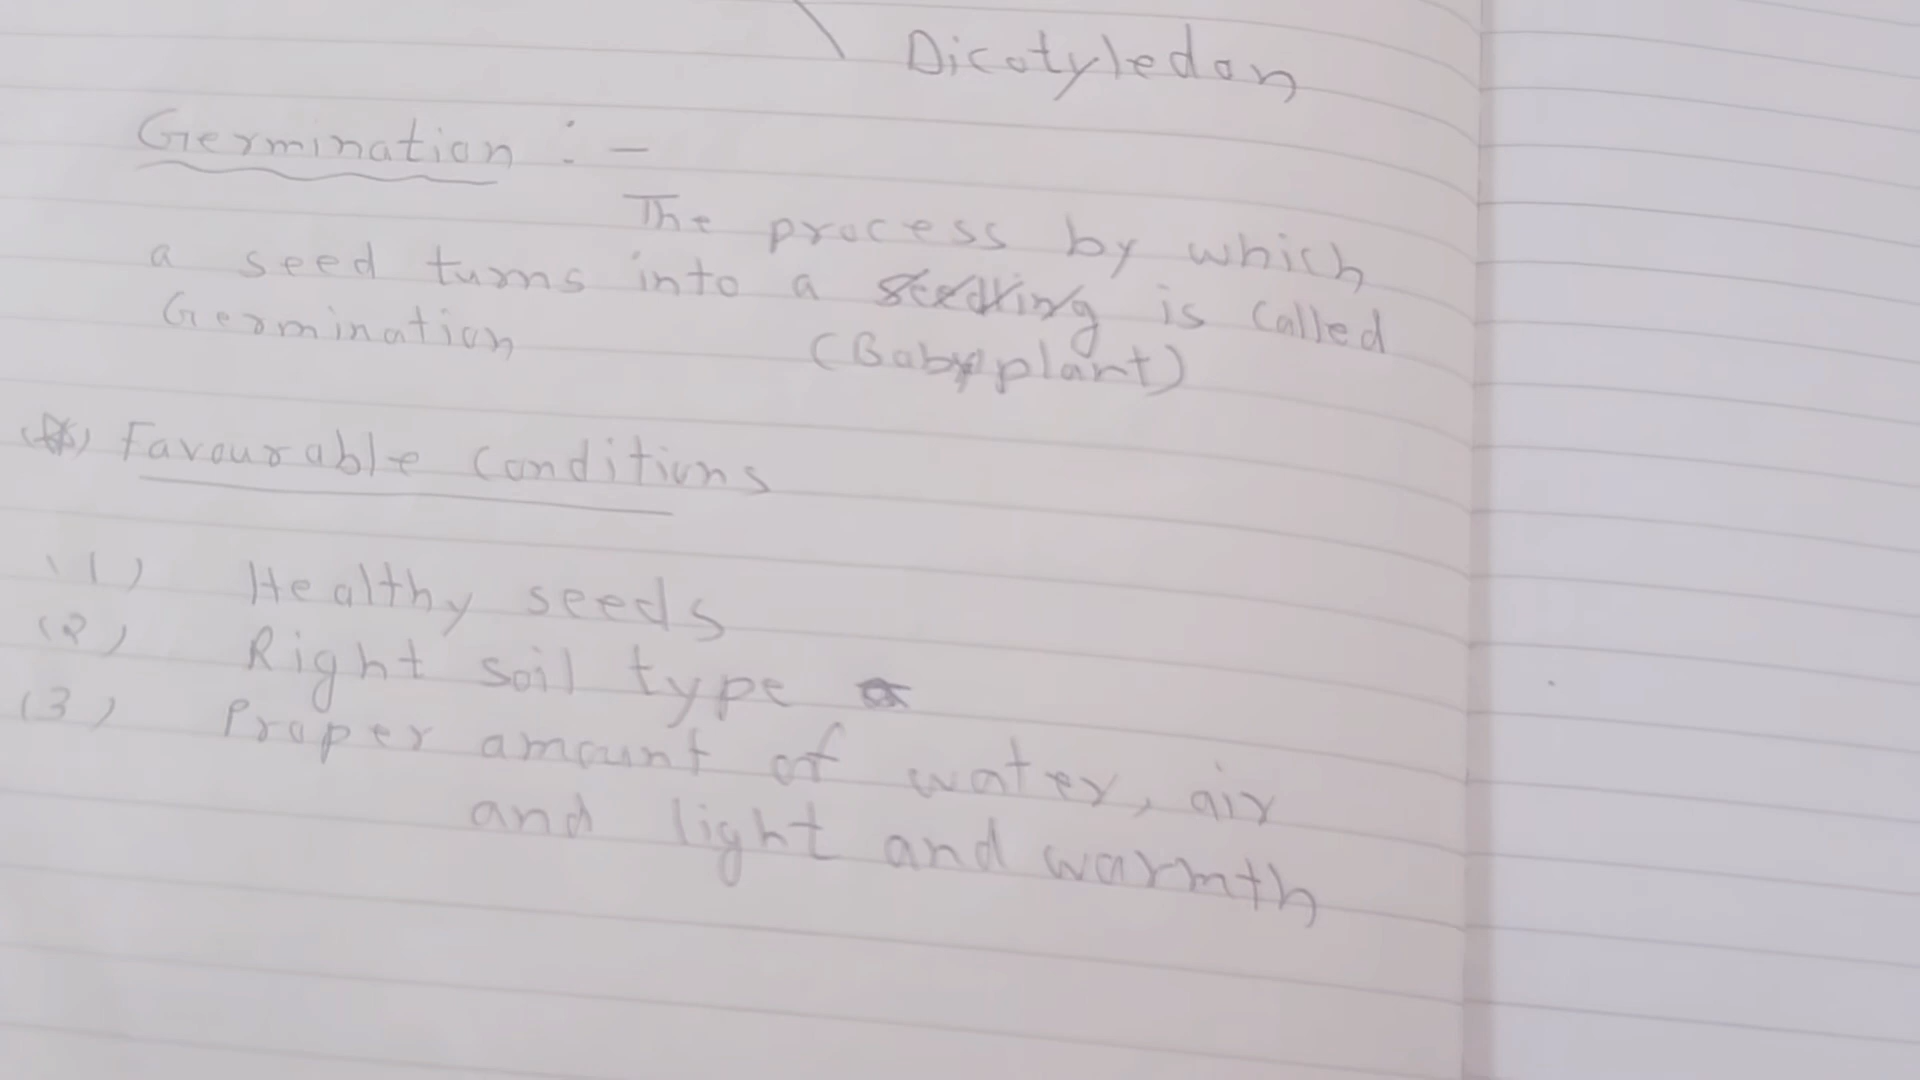 Dicotyledon
Germination :-
The process by which
a seed turns into a seedling is called
Germination (Baby plant)
Favourable conditions
(1) Healthy seeds
(2) Right soil type
(3) Proper amount of water, air
and light and warmth